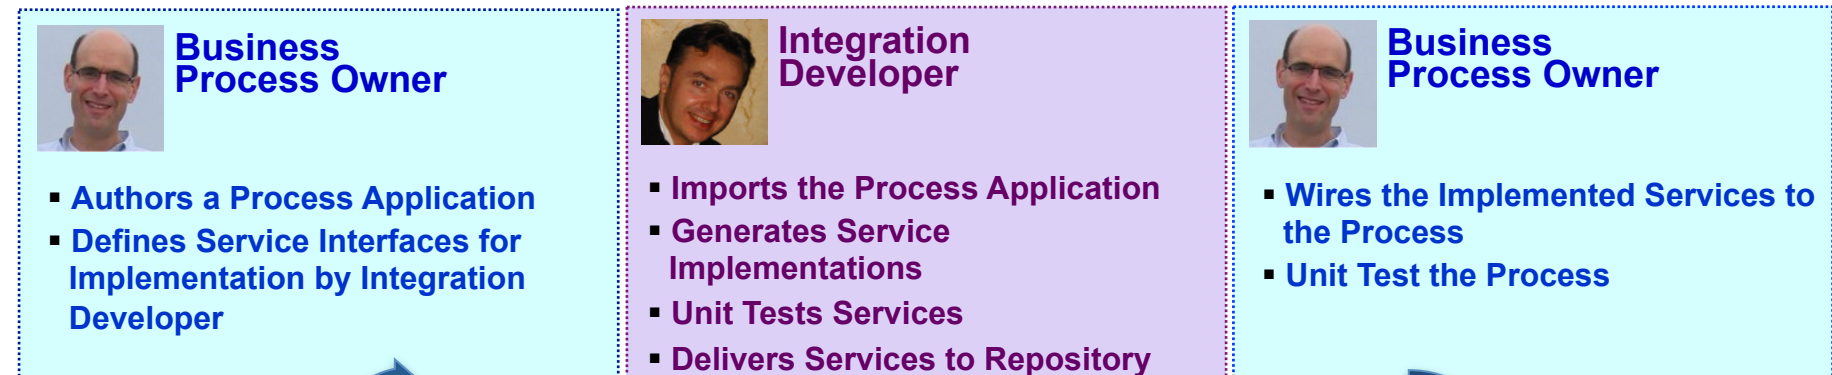 Business
Process Owner
▪ Authors a Process Application
▪ Defines Service Interfaces for
Implementation by Integration
Developer
Integration
Developer
▪ Imports the Process Application
▪ Generates Service
Implementations
▪ Unit Tests Services
▪ Delivers Services to Repository
Business
Process Owner
▪ Wires the Implemented Services to
the Process
▪ Unit Test the Process